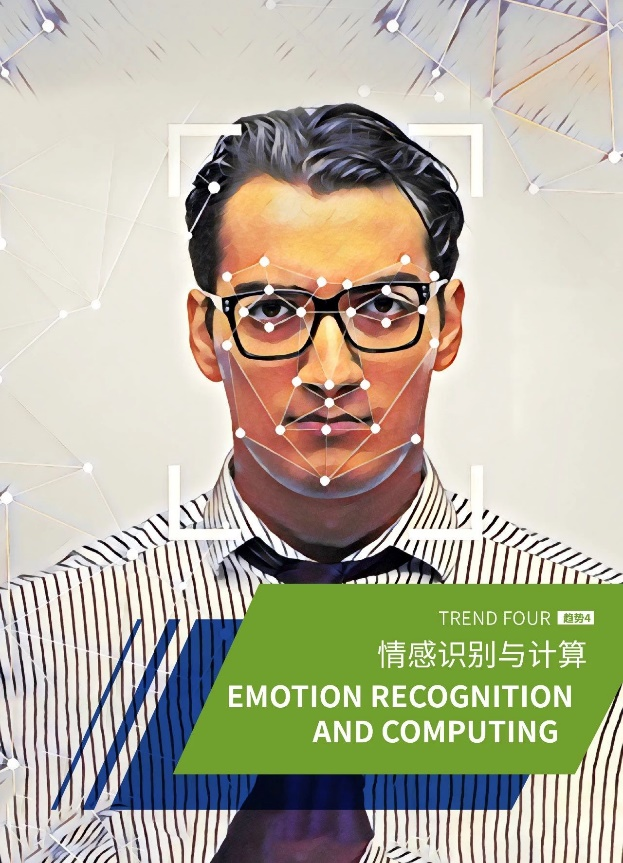 TREND FOUR 趋势4
情感识别与计算
EMOTION RECOGNITION
AND COMPUTING